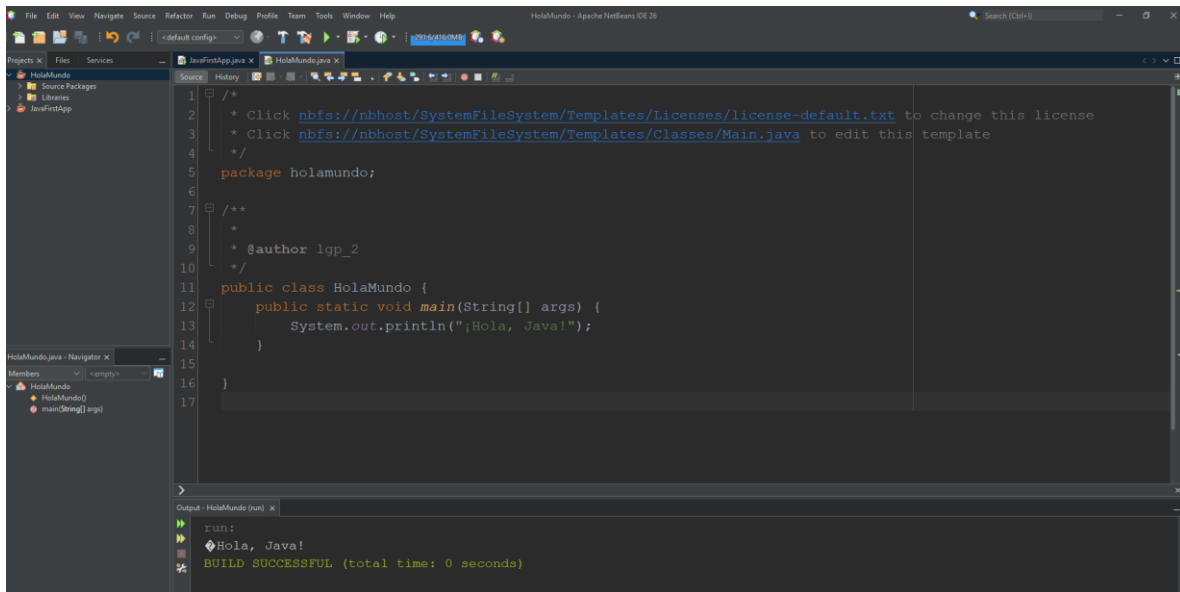 File Edit View Navigate Source Refactor Run Debug Profile Team Tools Window Help HolaMundo - Apache NetBeans IDE 26 Search (Ctrl+I)
<default config> 291.6/416.0MB
Projects Files Services
HolaMundo
Source Packages
Libraries
JavaFirstApp
JavaFirstApp.java HolaMundo.java
Source History
1 /*
2 * Click nbfs://nbhost/SystemFileSystem/Templates/Licenses/license-default.txt to change this license
3 * Click nbfs://nbhost/SystemFileSystem/Templates/Classes/Main.java to edit this template
4 */
5 package holamundo;
6
7 /**
8 *
9 * @author lgp_2
10 */
11 public class HolaMundo {
12 public static void main(String[] args) {
13 System.out.println("¡Hola, Java!");
14 }
15
16 }
17
HolaMundo.java - Navigator
Members <empty>
HolaMundo
HolaMundo()
main(String[] args)
Output - HolaMundo (run)
run:
�Hola, Java!
BUILD SUCCESSFUL (total time: 0 seconds)